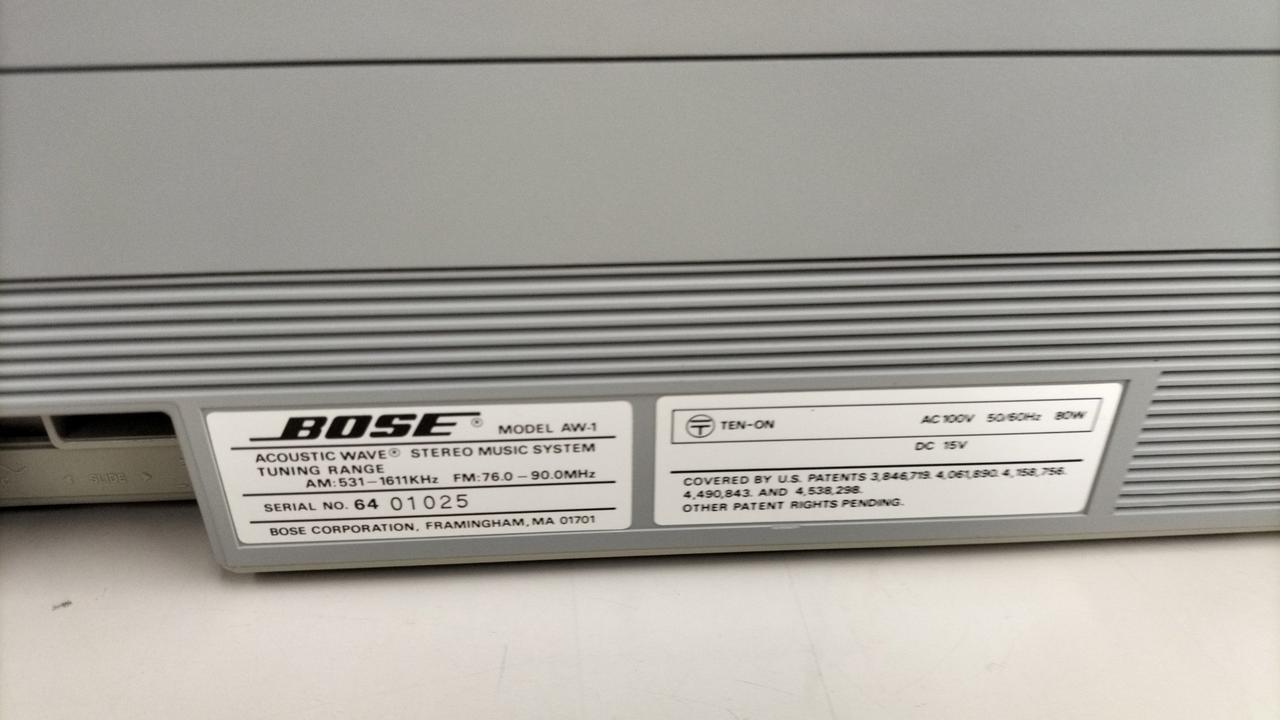 BOSE® MODEL AW-1
ACOUSTIC WAVE® STEREO MUSIC SYSTEM
TUNING RANGE
AM:531-1611KHz FM:76.0-90.0MHz
SERIAL NO. 64 01025
BOSE CORPORATION, FRAMINGHAM, MA 01701
TEN-ON AC 100V 50/60Hz 80W
DC 15V
COVERED BY U.S. PATENTS 3,846,719. 4,061,890. 4,158,756.
4,490,843. AND 4,538,298.
OTHER PATENT RIGHTS PENDING.
SLIDE